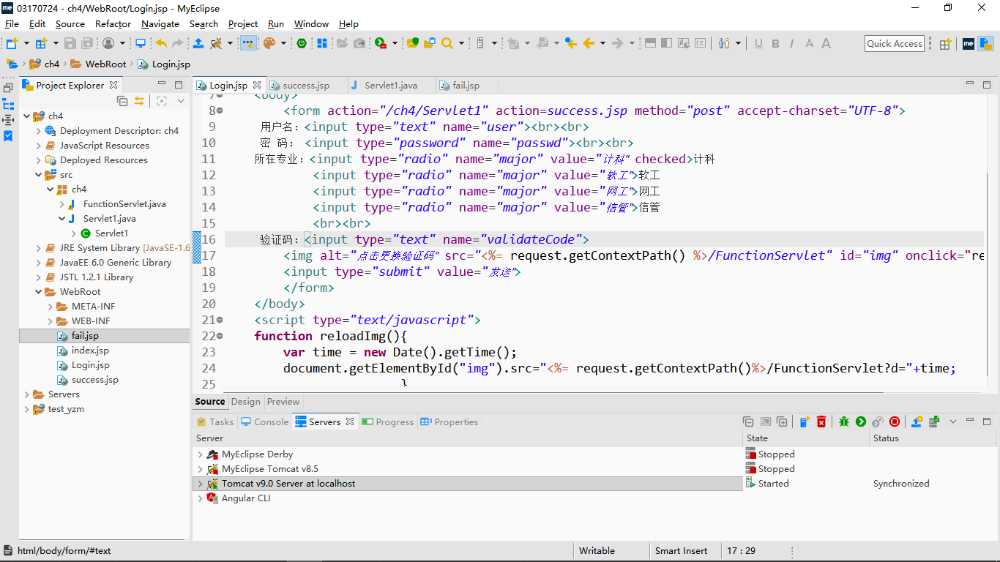 03170724 - ch4/WebRoot/Login.jsp - MyEclipse
File Edit Source Refactor Navigate Search Project Run Window Help
Quick Access
ch4 WebRoot Login.jsp
Project Explorer
ch4
Deployment Descriptor: ch4
JavaScript Resources
Deployed Resources
src
ch4
FunctionServlet.java
Servlet1.java
Servlet1
JRE System Library [JavaSE-1.6
JavaEE 6.0 Generic Library
JSTL 1.2.1 Library
WebRoot
META-INF
WEB-INF
fail.jsp
index.jsp
Login.jsp
success.jsp
Servers
test_yzm
Login.jsp success.jsp Servlet1.java fail.jsp
7 <body>
8 <form action="/ch4/Servlet1" action=success.jsp method="post" accept-charset="UTF-8">
9 用户名：<input type="text" name="user"><br><br>
10 密 码： <input type="password" name="passwd"><br><br>
11 所在专业：<input type="radio" name="major" value="计科" checked>计科
12 <input type="radio" name="major" value="软工">软工
13 <input type="radio" name="major" value="网工">网工
14 <input type="radio" name="major" value="信管">信管
15 <br><br>
16 验证码：<input type="text" name="validateCode">
17 <img alt="点击更换验证码" src="<%= request.getContextPath() %>/FunctionServlet" id="img" onclick="re
18 <input type="submit" value="发送">
19 </form>
20 </body>
21 <script type="text/javascript">
22 function reloadImg(){
23 var time = new Date().getTime();
24 document.getElementById("img").src="<%= request.getContextPath()%>/FunctionServlet?d="+time;
25 }
Source Design Preview
Tasks Console Servers Progress Properties
Server State Status
MyEclipse Derby Stopped
MyEclipse Tomcat v8.5 Stopped
Tomcat v9.0 Server at localhost Started Synchronized
Angular CLI
html/body/form/#text Writable Smart Insert 17 : 29